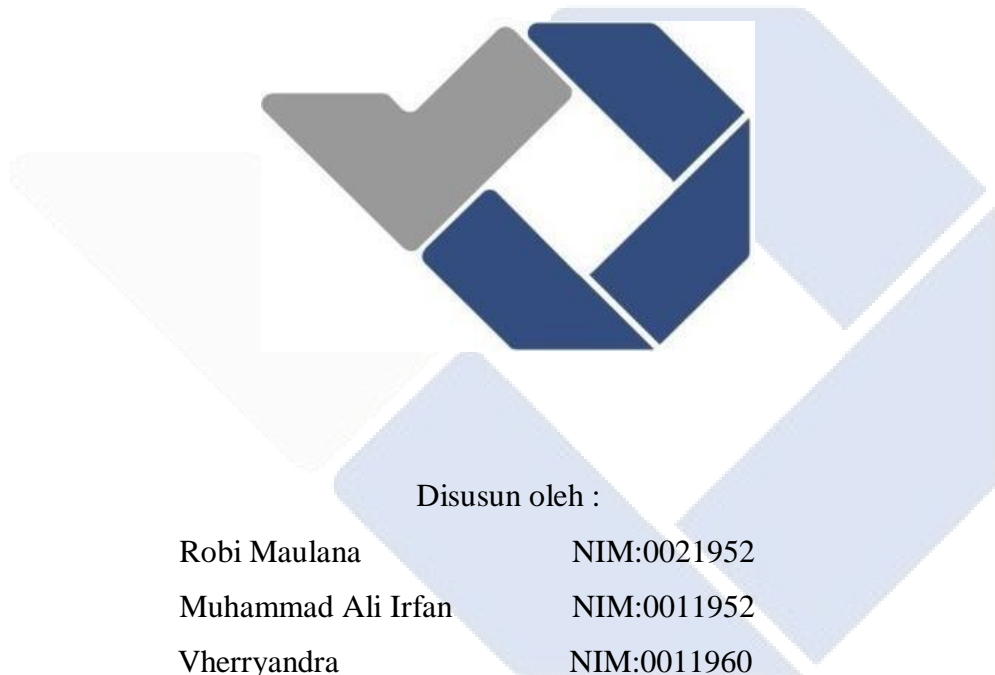 Disusun oleh :
Robi Maulana NIM:0021952
Muhammad Ali Irfan NIM:0011952
Vherryandra NIM:0011960